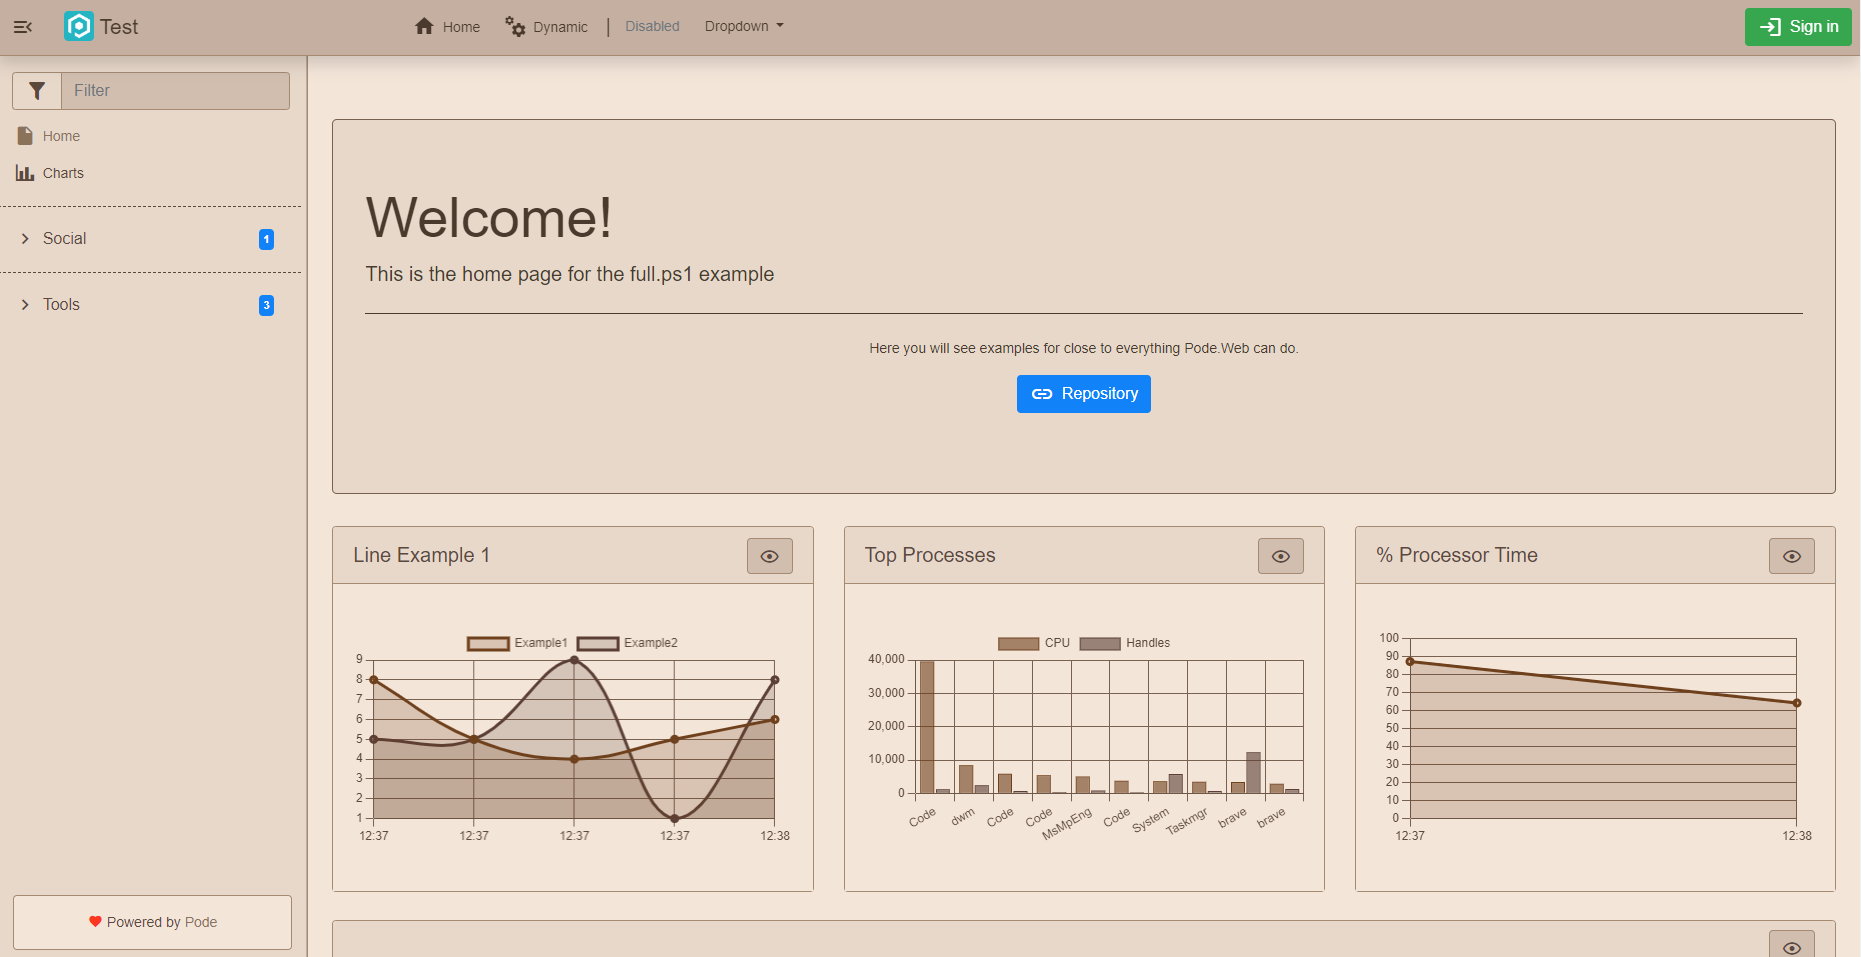 Test
Home
Dynamic
Disabled
Dropdown
Sign in
Filter
Home
Charts
Social
1
Tools
3
Powered by Pode
Welcome!
This is the home page for the full.ps1 example
Here you will see examples for close to everything Pode.Web can do.
Repository
Line Example 1
Example1 Example2
9
8
7
6
5
4
3
2
1
12:37 12:37 12:37 12:37 12:38
Top Processes
CPU Handles
40,000
30,000
20,000
10,000
0
Code dwm Code Code MsMpEng Code System Taskmgr brave brave
% Processor Time
100
90
80
70
60
50
40
30
20
10
0
12:37 12:38